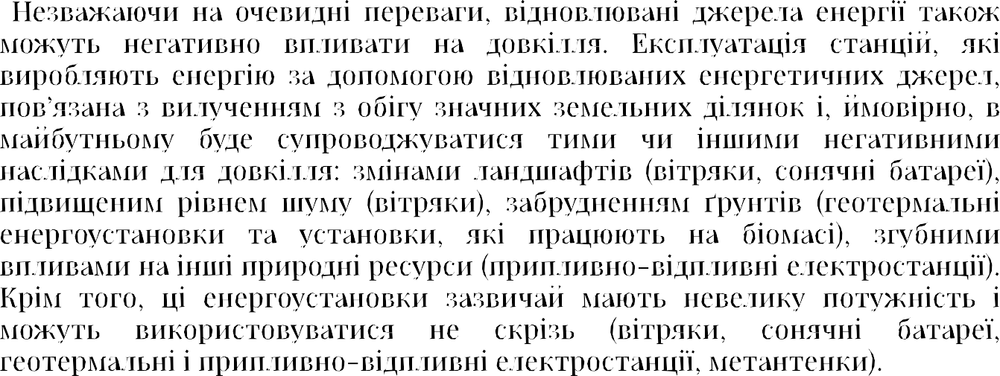 Незважаючи на очевидні переваги, відновлювані джерела енергії також
можуть негативно впливати на довкілля. Експлуатація станцій, які
виробляють енергію за допомогою відновлюваних енергетичних джерел,
пов’язана з вилученням з обігу значних земельних ділянок і, ймовірно, в
майбутньому буде супроводжуватися тими чи іншими негативними
наслідками для довкілля: змінами ландшафтів (вітряки, сонячні батареї),
підвищеним рівнем шуму (вітряки), забрудненням ґрунтів (геотермальні
енергоустановки та установки, які працюють на біомасі), згубними
впливами на інші природні ресурси (припливно-відпливні електростанції).
Крім того, ці енергоустановки зазвичай мають невелику потужність і
можуть використовуватися не скрізь (вітряки, сонячні батареї,
геотермальні і припливно-відпливні електростанції, метантенки).